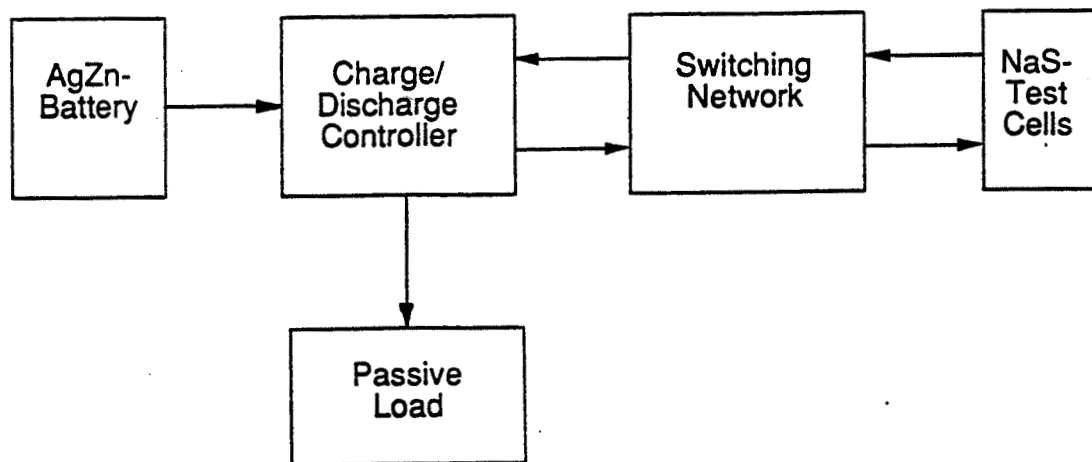 AgZn-
Battery
Charge/
Discharge
Controller
Switching
Network
NaS-
Test
Cells
Passive
Load